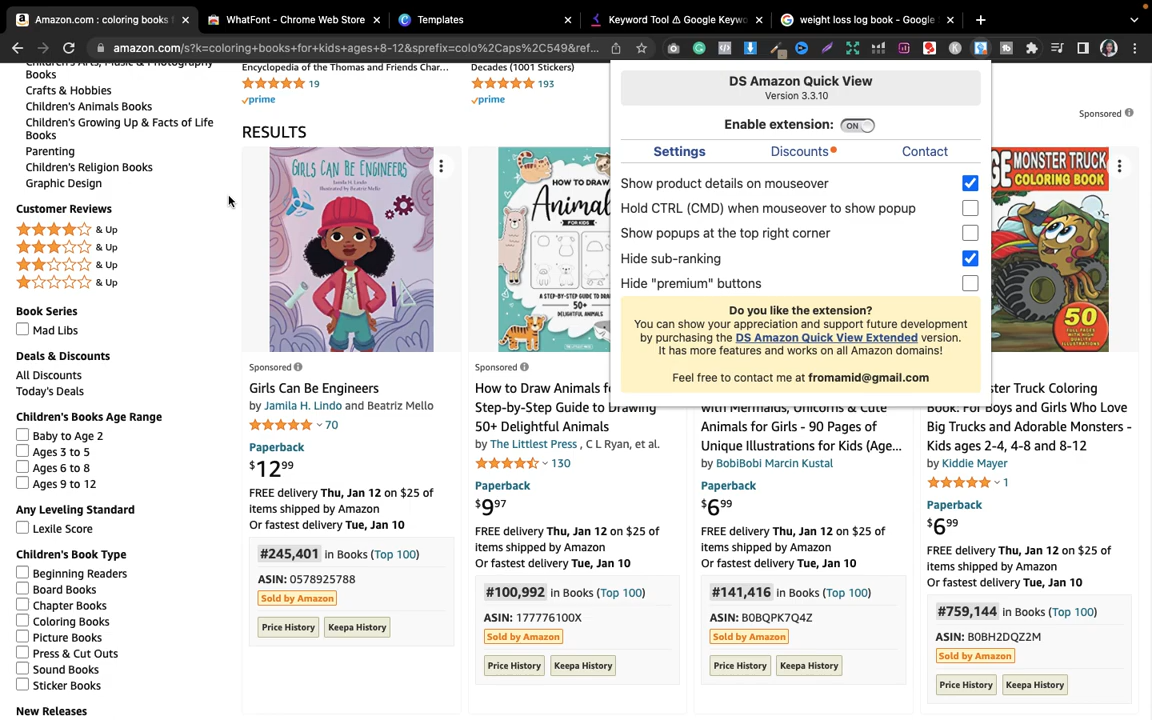 Amazon.com : coloring books f
WhatFont - Chrome Web Store
Templates
Keyword Tool ⚠ Google Keywo
weight loss log book - Google
amazon.com/s?k=coloring+books+for+kids+ages+8-12&sprefix=colo%2Caps%2C549&ref...
Children's Arts, Music & Photography
Books
Crafts & Hobbies
Children's Animals Books
Children's Growing Up & Facts of Life
Books
Parenting
Children's Religion Books
Graphic Design
Customer Reviews
& Up
& Up
& Up
& Up
Book Series
Mad Libs
Deals & Discounts
All Discounts
Today's Deals
Children's Books Age Range
Baby to Age 2
Ages 3 to 5
Ages 6 to 8
Ages 9 to 12
Any Leveling Standard
Lexile Score
Children's Book Type
Beginning Readers
Board Books
Chapter Books
Coloring Books
Picture Books
Press & Cut Outs
Sound Books
Sticker Books
New Releases
Encyclopedia of the Thomas and Friends Char...
19
prime
Decades (1001 Stickers)
193
prime
Sponsored
RESULTS
GIRLS CAN BE ENGINEERS
Jamila H. Lindo
Illustrated by Beatriz Mello
Sponsored
Girls Can Be Engineers
by Jamila H. Lindo and Beatriz Mello
70
Paperback
$12 99
FREE delivery Thu, Jan 12 on $25 of
items shipped by Amazon
Or fastest delivery Tue, Jan 10
#245,401 in Books (Top 100)
ASIN: 0578925788
Sold by Amazon
Price History
Keepa History
HOW TO DRAW
Animal
FOR KIDS
A STEP-BY-STEP GUIDE TO DRAW
50+
DELIGHTFUL ANIMALS
Sponsored
How to Draw Animals fo
Step-by-Step Guide to Drawing
50+ Delightful Animals
by The Littlest Press , C L Ryan, et al.
130
Paperback
$9 97
FREE delivery Thu, Jan 12 on $25 of
items shipped by Amazon
Or fastest delivery Tue, Jan 10
#100,992 in Books (Top 100)
ASIN: 177776100X
Sold by Amazon
Price History
Keepa History
with Mermaids, Unicorns & Cute
Animals for Girls - 90 Pages of
Unique Illustrations for Kids (Age...
by BobiBobi Marcin Kustal
Paperback
$6 99
FREE delivery Thu, Jan 12 on $25 of
items shipped by Amazon
Or fastest delivery Tue, Jan 10
#141,416 in Books (Top 100)
ASIN: B0BQPK7Q4Z
Sold by Amazon
Price History
Keepa History
MONSTER TRUCK
COLORING BOOK
50
ster Truck Coloring
Book: For Boys and Girls Who Love
Big Trucks and Adorable Monsters -
Kids ages 2-4, 4-8 and 8-12
by Kiddie Mayer
1
Paperback
$6 99
FREE delivery Thu, Jan 12 on $25 of
items shipped by Amazon
Or fastest delivery Tue, Jan 10
#759,144 in Books (Top 100)
ASIN: B0BH2DQZ2M
Sold by Amazon
Price History
Keepa History
DS Amazon Quick View
Version 3.3.10
Enable extension: ON
Settings
Discounts
Contact
Show product details on mouseover
Hold CTRL (CMD) when mouseover to show popup
Show popups at the top right corner
Hide sub-ranking
Hide "premium" buttons
Do you like the extension?
You can show your appreciation and support future development
by purchasing the DS Amazon Quick View Extended version.
It has more features and works on all Amazon domains!
Feel free to contact me at fromamid@gmail.com